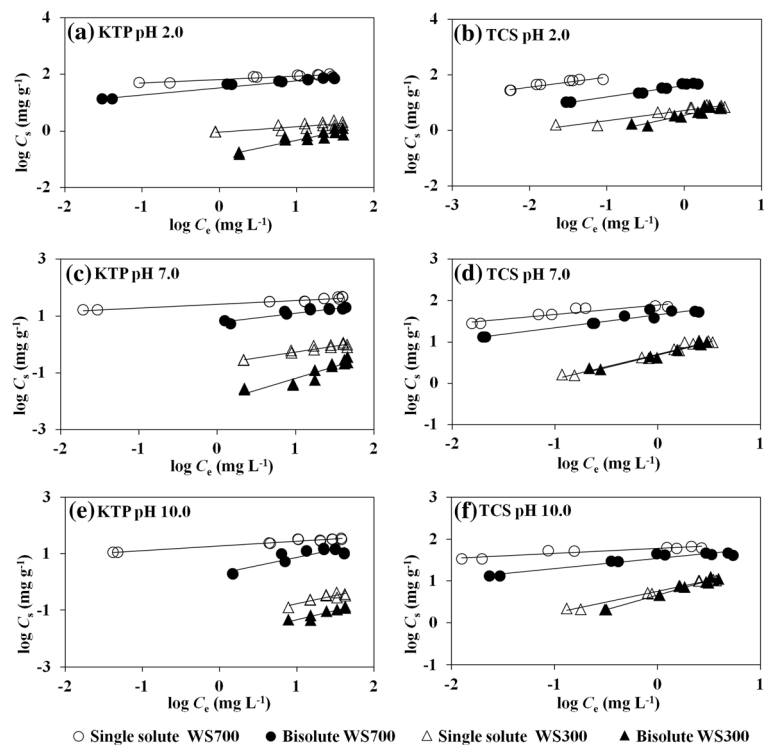 (a) KTP pH 2.0
4
2
0
-2
log Cs (mg g-1)
-2 -1 0 1 2
log Ce (mg L-1)
(b) TCS pH 2.0
4
2
0
-2
log Cs (mg g-1)
-3 -2 -1 0 1
log Ce (mg L-1)
(c) KTP pH 7.0
3
1
-1
-3
log Cs (mg g-1)
-2 -1 0 1 2
log Ce (mg L-1)
(d) TCS pH 7.0
3
2
1
0
-1
log Cs (mg g-1)
-2 -1 0 1
log Ce (mg L-1)
(e) KTP pH 10.0
3
1
-1
-3
log Cs (mg g-1)
-2 -1 0 1 2
log Ce (mg L-1)
(f) TCS pH 10.0
3
2
1
0
-1
log Cs (mg g-1)
-2 -1 0 1
log Ce (mg L-1)
Single solute WS700 Bisolute WS700 Single solute WS300 Bisolute WS300